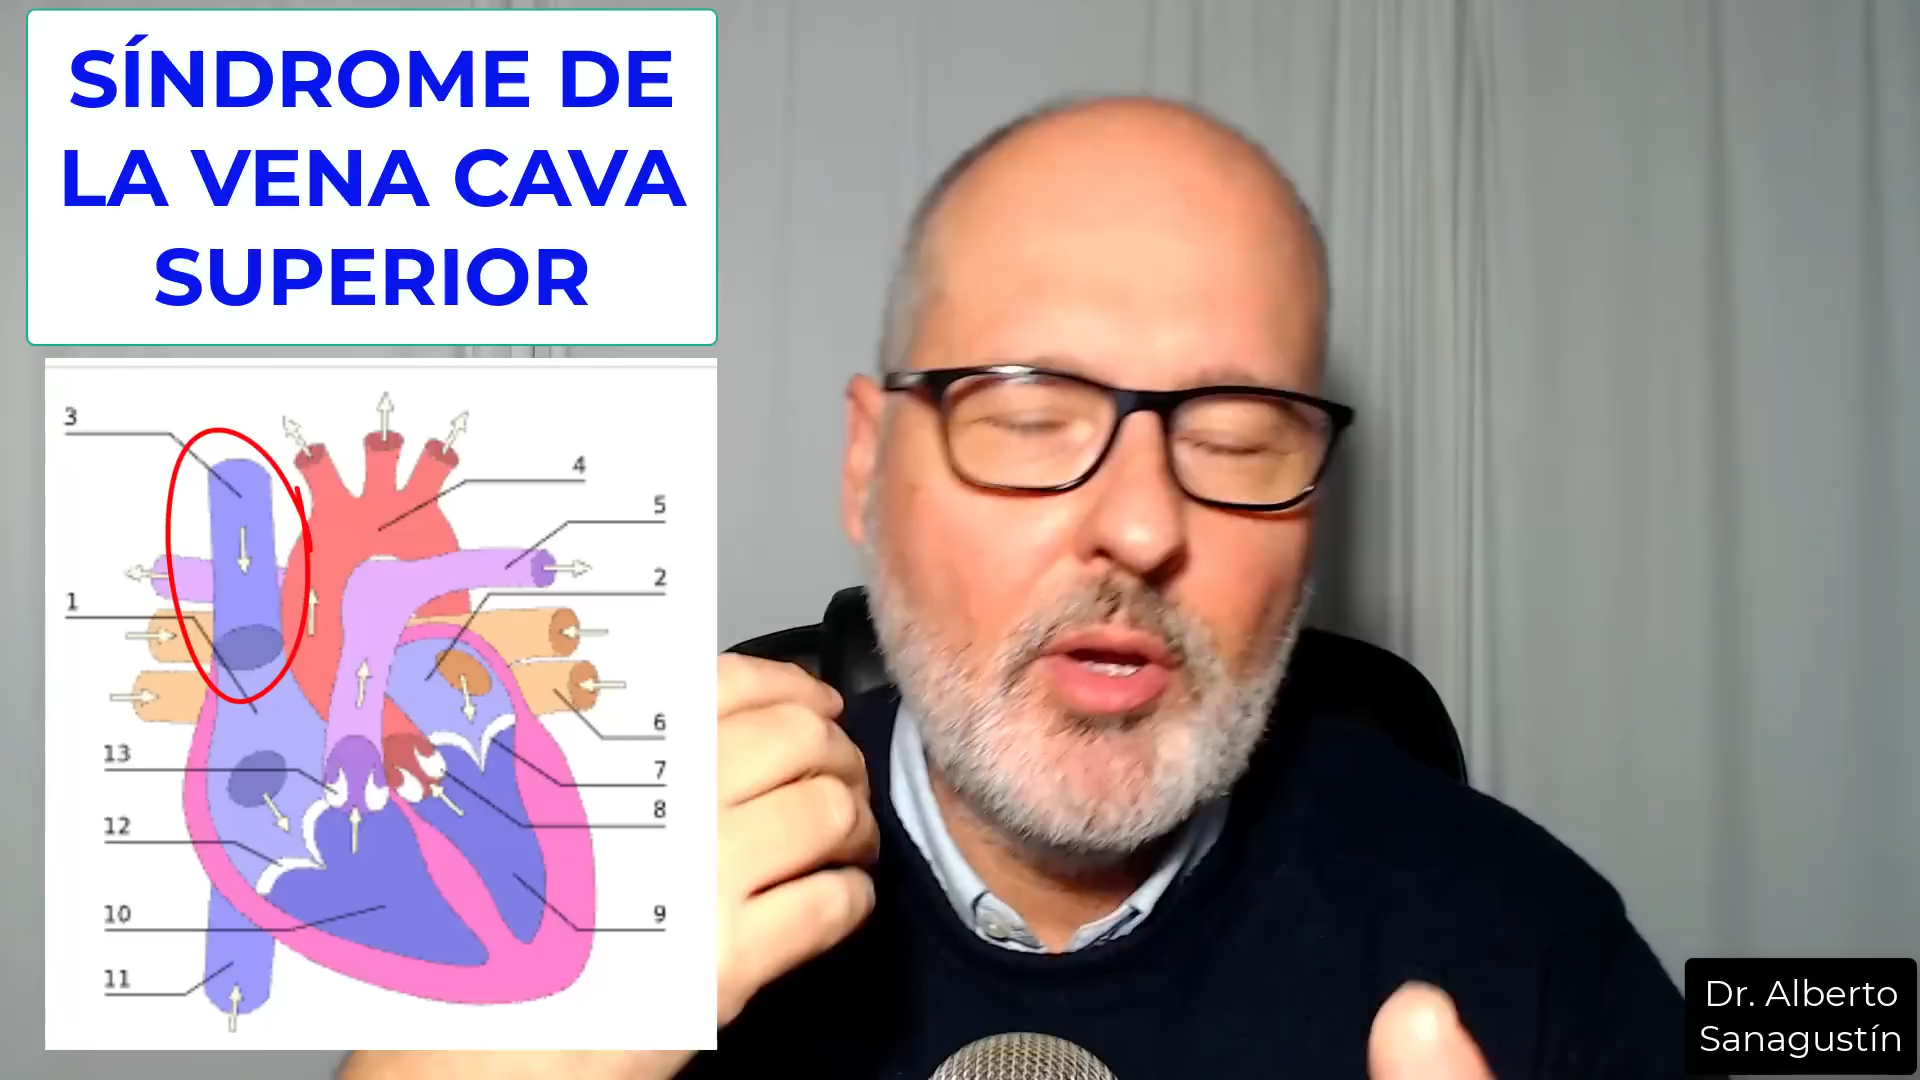 SÍNDROME DE
LA VENA CAVA
SUPERIOR
3
4
5
2
1
6
13
7
8
12
10
9
11
Dr. Alberto
Sanagustín